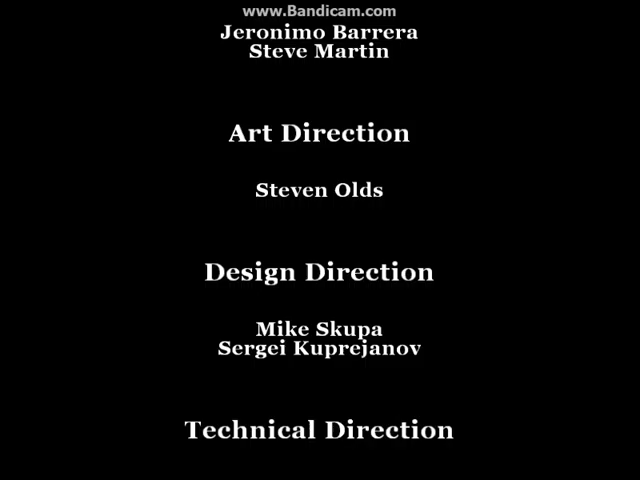 www.Bandicam.com
Jeronimo Barrera
Steve Martin
Art Direction
Steven Olds
Design Direction
Mike Skupa
Sergei Kuprejanov
Technical Direction